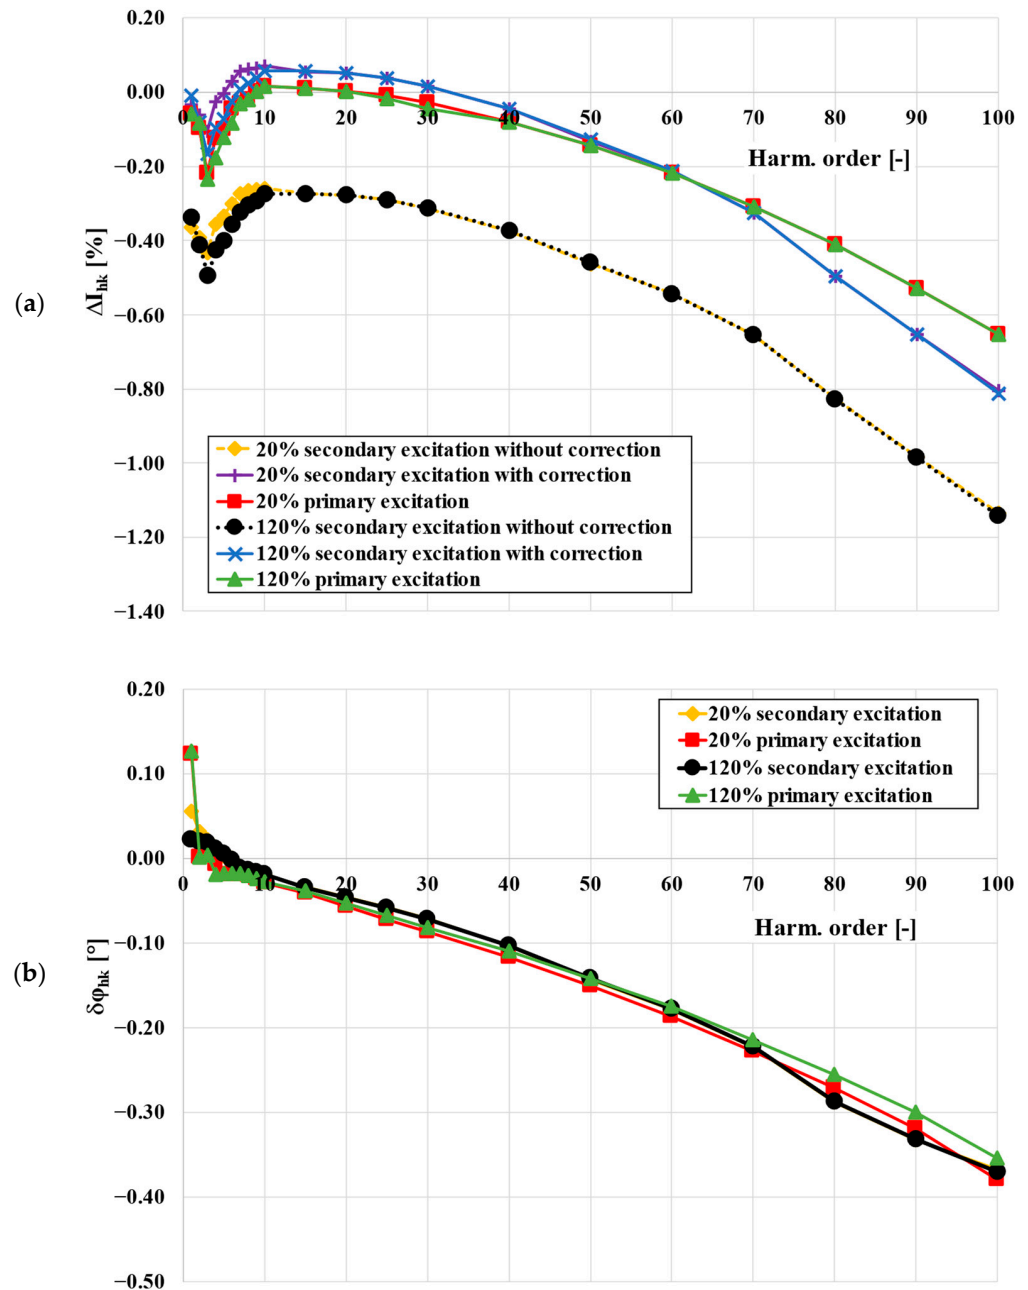 0.20
0.00
0 10 20 30 40 50 60 70 80 90 100
Harm. order [-]
−0.20
−0.40
−0.60
−0.80
−1.00
−1.20
−1.40
ΔIhk [%]
(a)
20% secondary excitation without correction
20% secondary excitation with correction
20% primary excitation
120% secondary excitation without correction
120% secondary excitation with correction
120% primary excitation
0.20
0.10
0.00
0 10 20 30 40 50 60 70 80 90 100
Harm. order [-]
−0.10
−0.20
−0.30
−0.40
−0.50
δφhk [°]
(b)
20% secondary excitation
20% primary excitation
120% secondary excitation
120% primary excitation